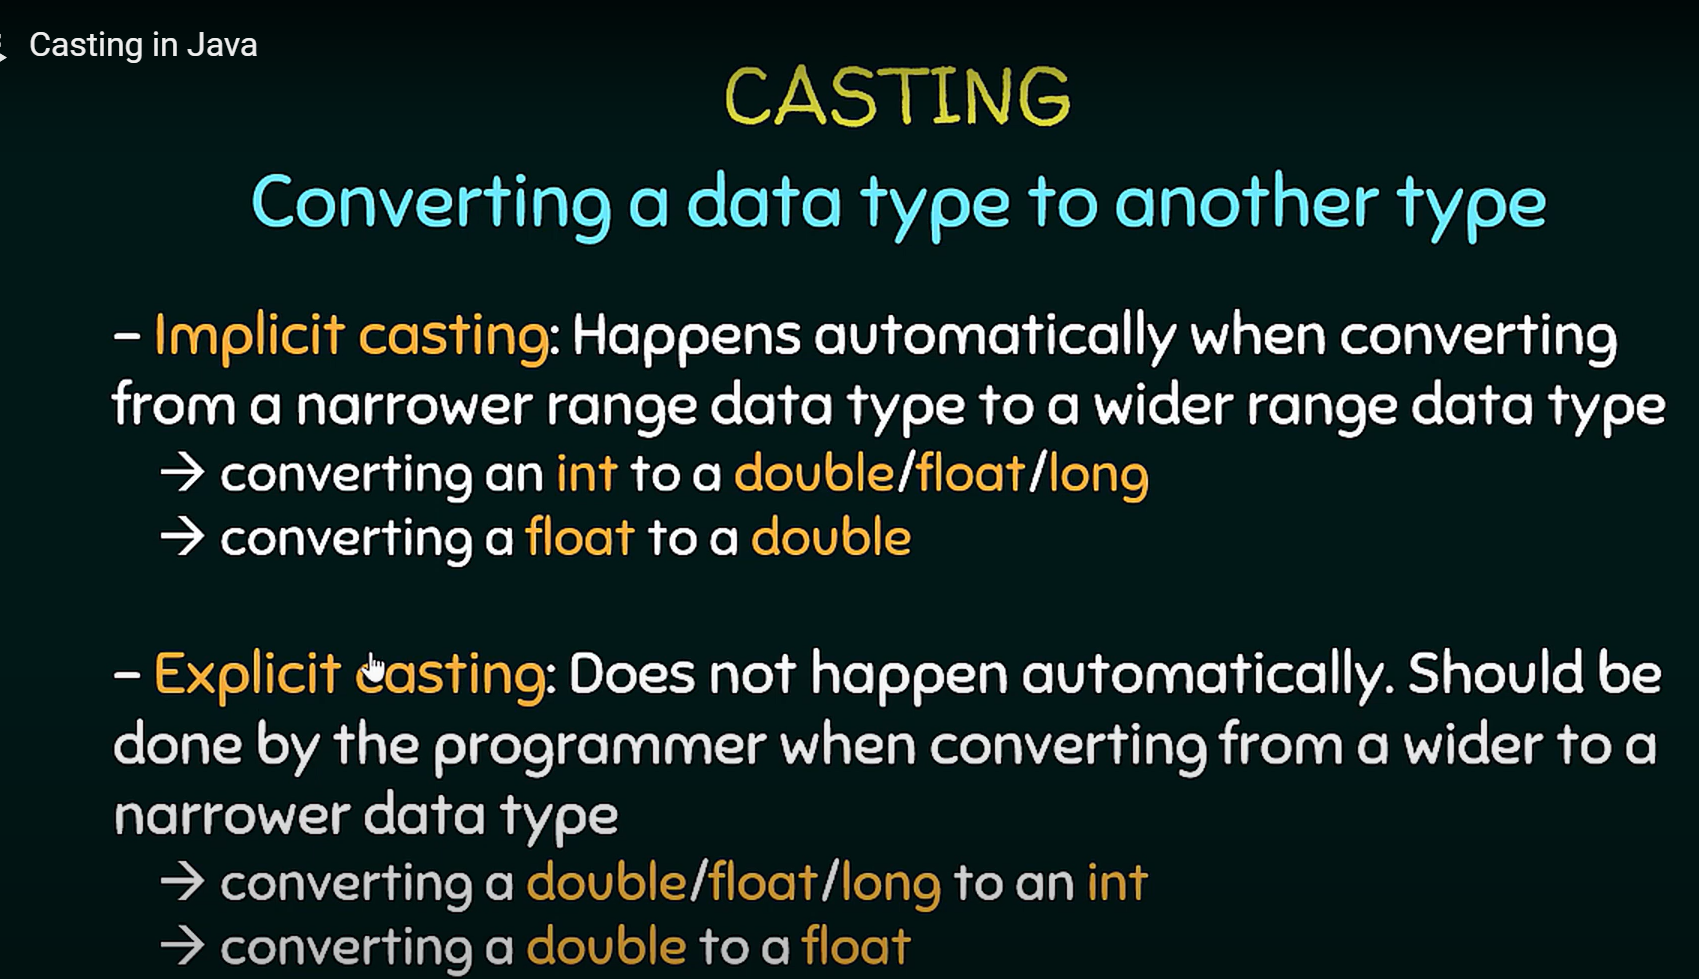 Casting in Java
CASTING
Converting a data type to another type
– Implicit casting: Happens automatically when converting
from a narrower range data type to a wider range data type
→ converting an int to a double/float/long
→ converting a float to a double
– Explicit casting: Does not happen automatically. Should be
done by the programmer when converting from a wider to a
narrower data type
→ converting a double/float/long to an int
→ converting a double to a float